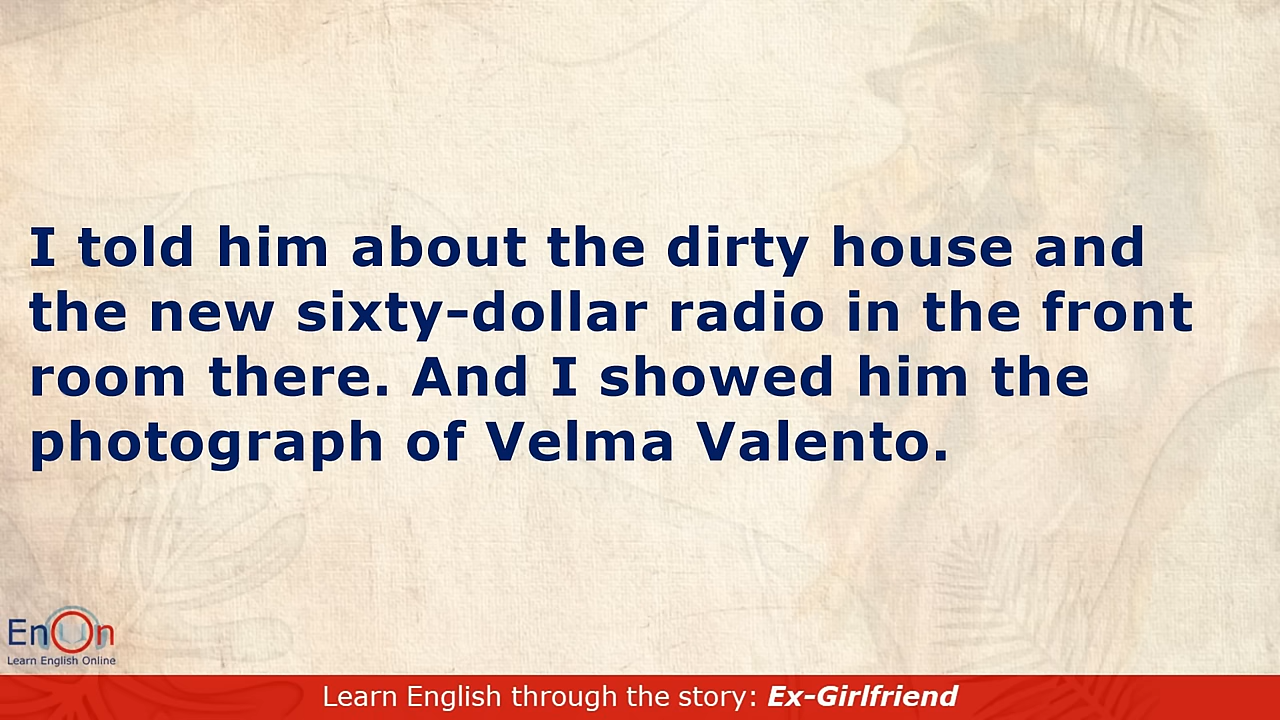 I told him about the dirty house and
the new sixty-dollar radio in the front
room there. And I showed him the
photograph of Velma Valento.
EnOn
Learn English Online
Learn English through the story: Ex-Girlfriend